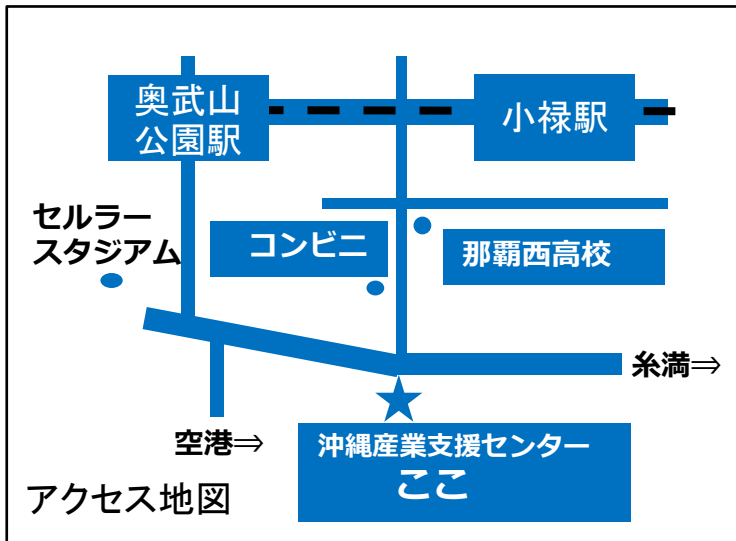 奥武山
公園駅
小禄駅
セルラー
スタジアム
コンビニ
那覇西高校
糸満⇒
空港⇒
沖縄産業支援センター
ここ
アクセス地図